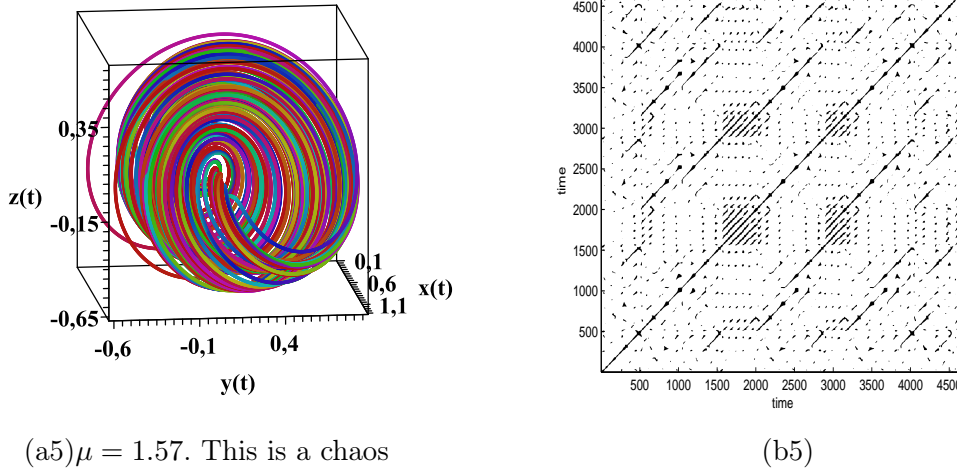 0,35
z(t)
-0,15
-0,65
-0,6
-0,1
0,4
y(t)
0,1
0,6
1,1
x(t)
4500
4000
3500
3000
2500
2000
1500
1000
500
time
500 1000 1500 2000 2500 3000 3500 4000 4500
time
(a5)μ = 1.57. This is a chaos
(b5)